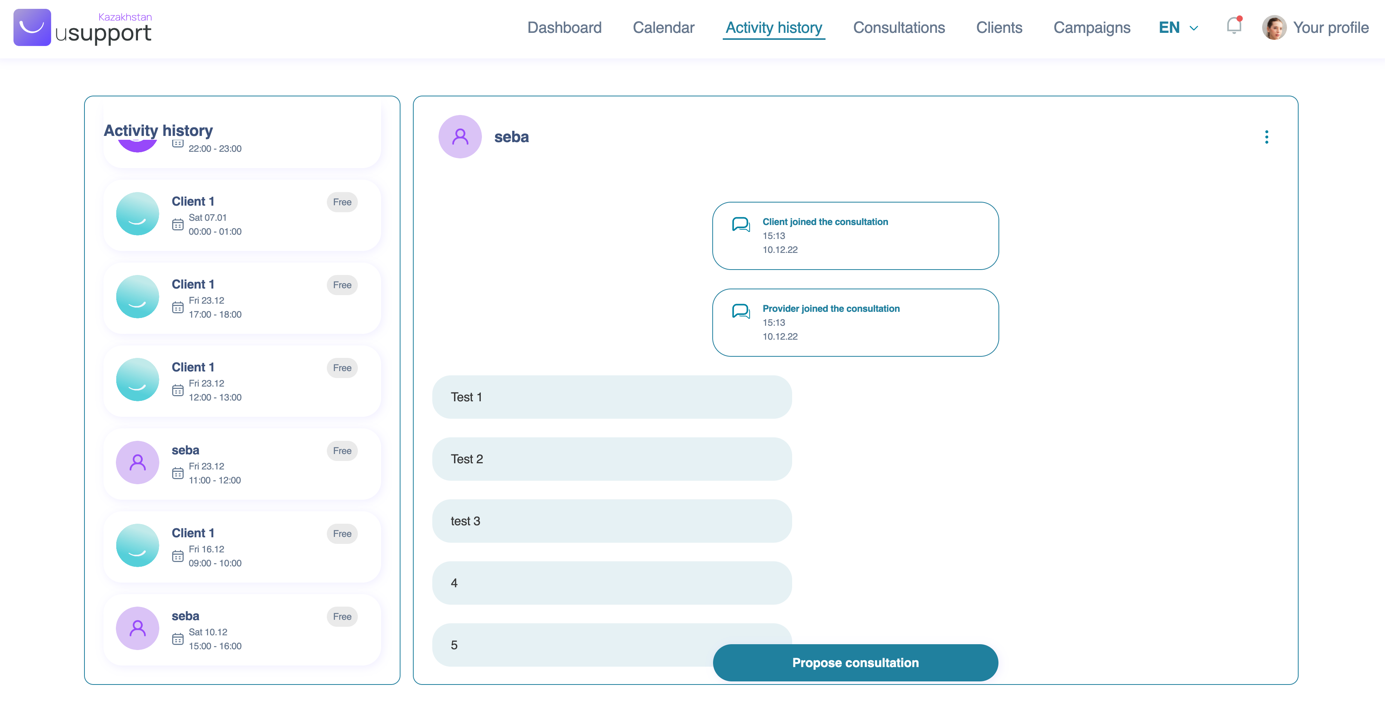 Kazakhstan
usupport
Dashboard
Calendar
Activity history
Consultations
Clients
Campaigns
EN
Your profile
Activity history
22:00 - 23:00
Client 1
Free
Sat 07.01
00:00 - 01:00
Client 1
Free
Fri 23.12
17:00 - 18:00
Client 1
Free
Fri 23.12
12:00 - 13:00
seba
Free
Fri 23.12
11:00 - 12:00
Client 1
Free
Fri 16.12
09:00 - 10:00
seba
Free
Sat 10.12
15:00 - 16:00
seba
Client joined the consultation
15:13
10.12.22
Provider joined the consultation
15:13
10.12.22
Test 1
Test 2
test 3
4
5
Propose consultation